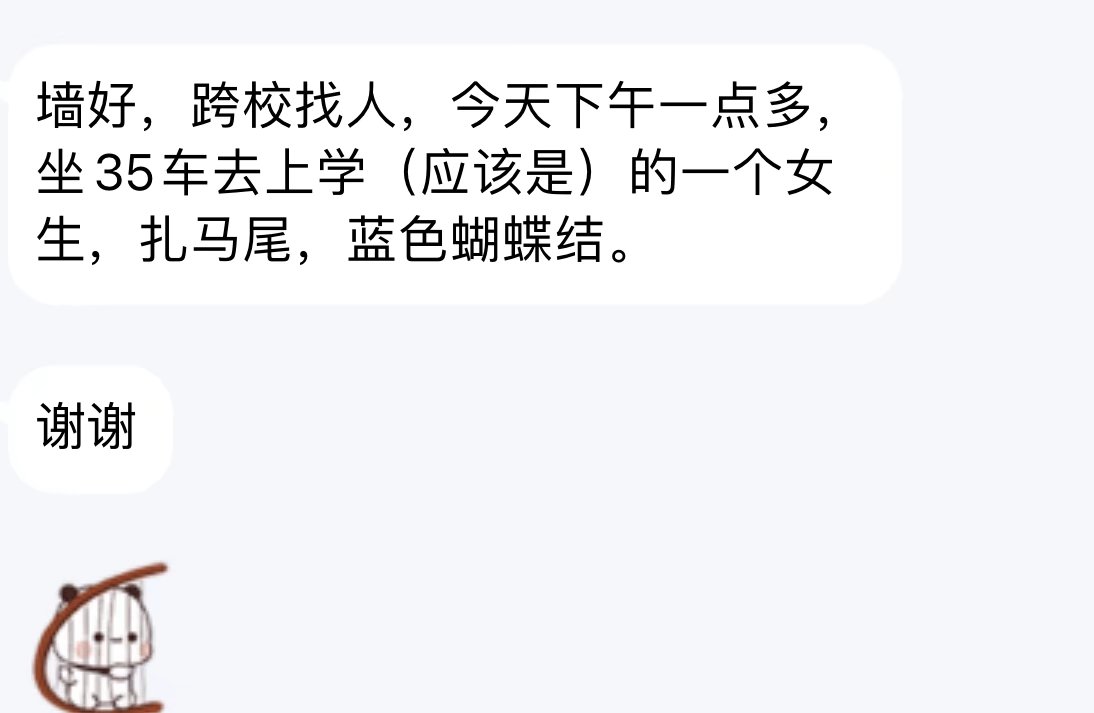 墙好，跨校找人，今天下午一点多，
坐35车去上学（应该是）的一个女
生，扎马尾，蓝色蝴蝶结。
谢谢